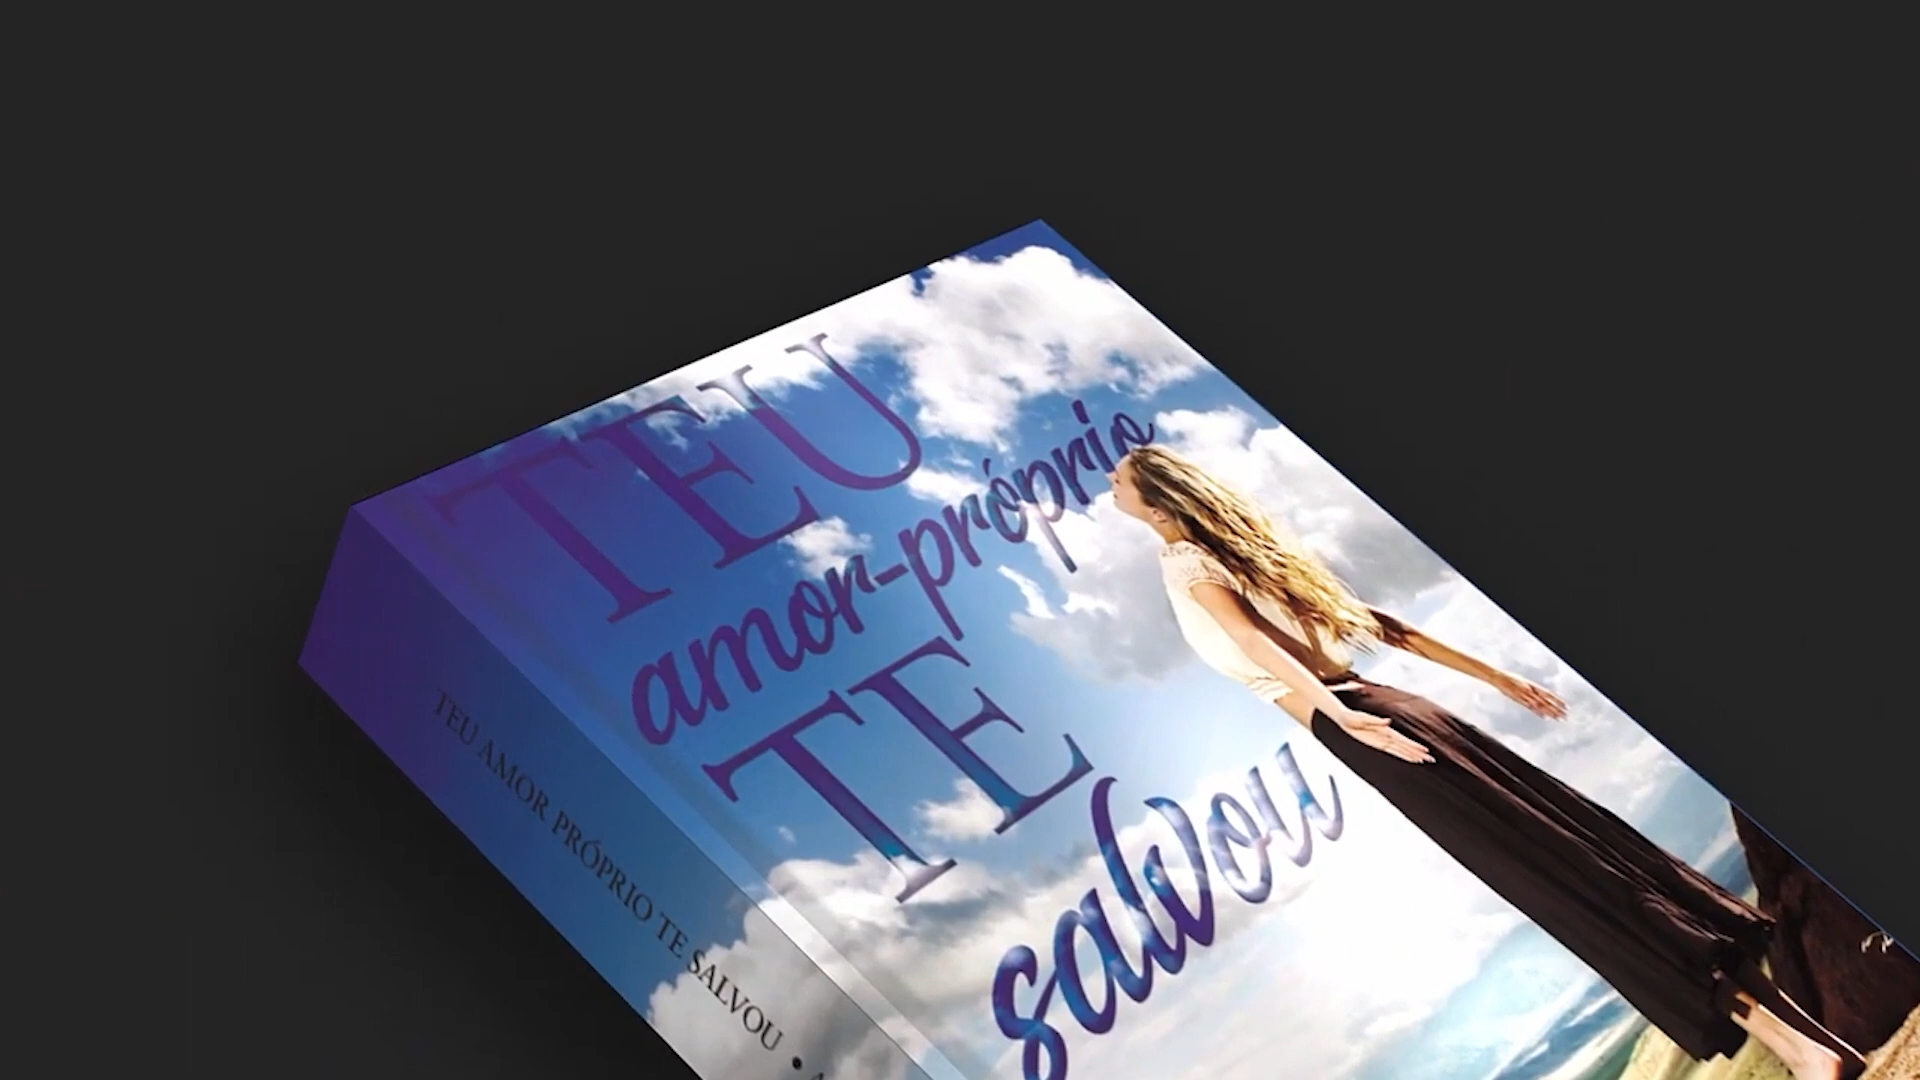 TEU
amor-próprio
TE
salvou
TEU AMOR PRÓPRIO TE SALVOU •